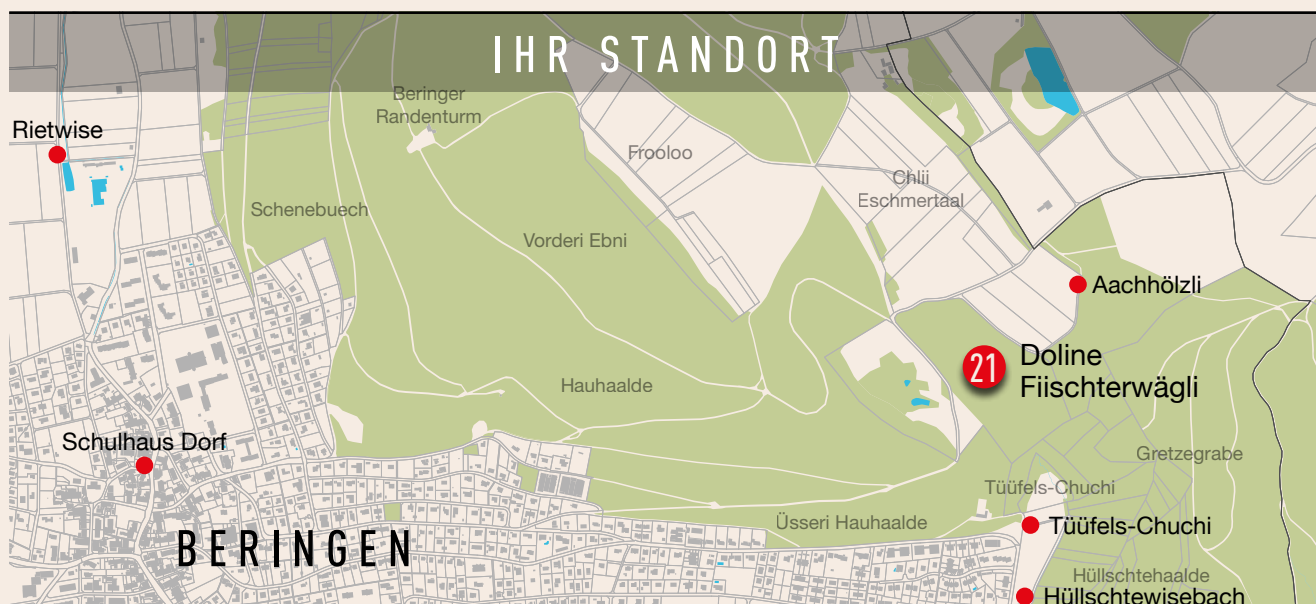 IHR STANDORT
Beringer
Randenturm
Rietwise
Frooloo
Chlii
Eschmertaal
Schenebuech
Vorderi Ebni
Aachhölzli
21
Doline
Fiischterwägli
Hauhaalde
Schulhaus Dorf
Gretzegrabe
Tüüfels-Chuchi
Üsseri Hauhaalde
Tüüfels-Chuchi
BERINGEN
Hüllschtehaalde
Hüllschtewisebach